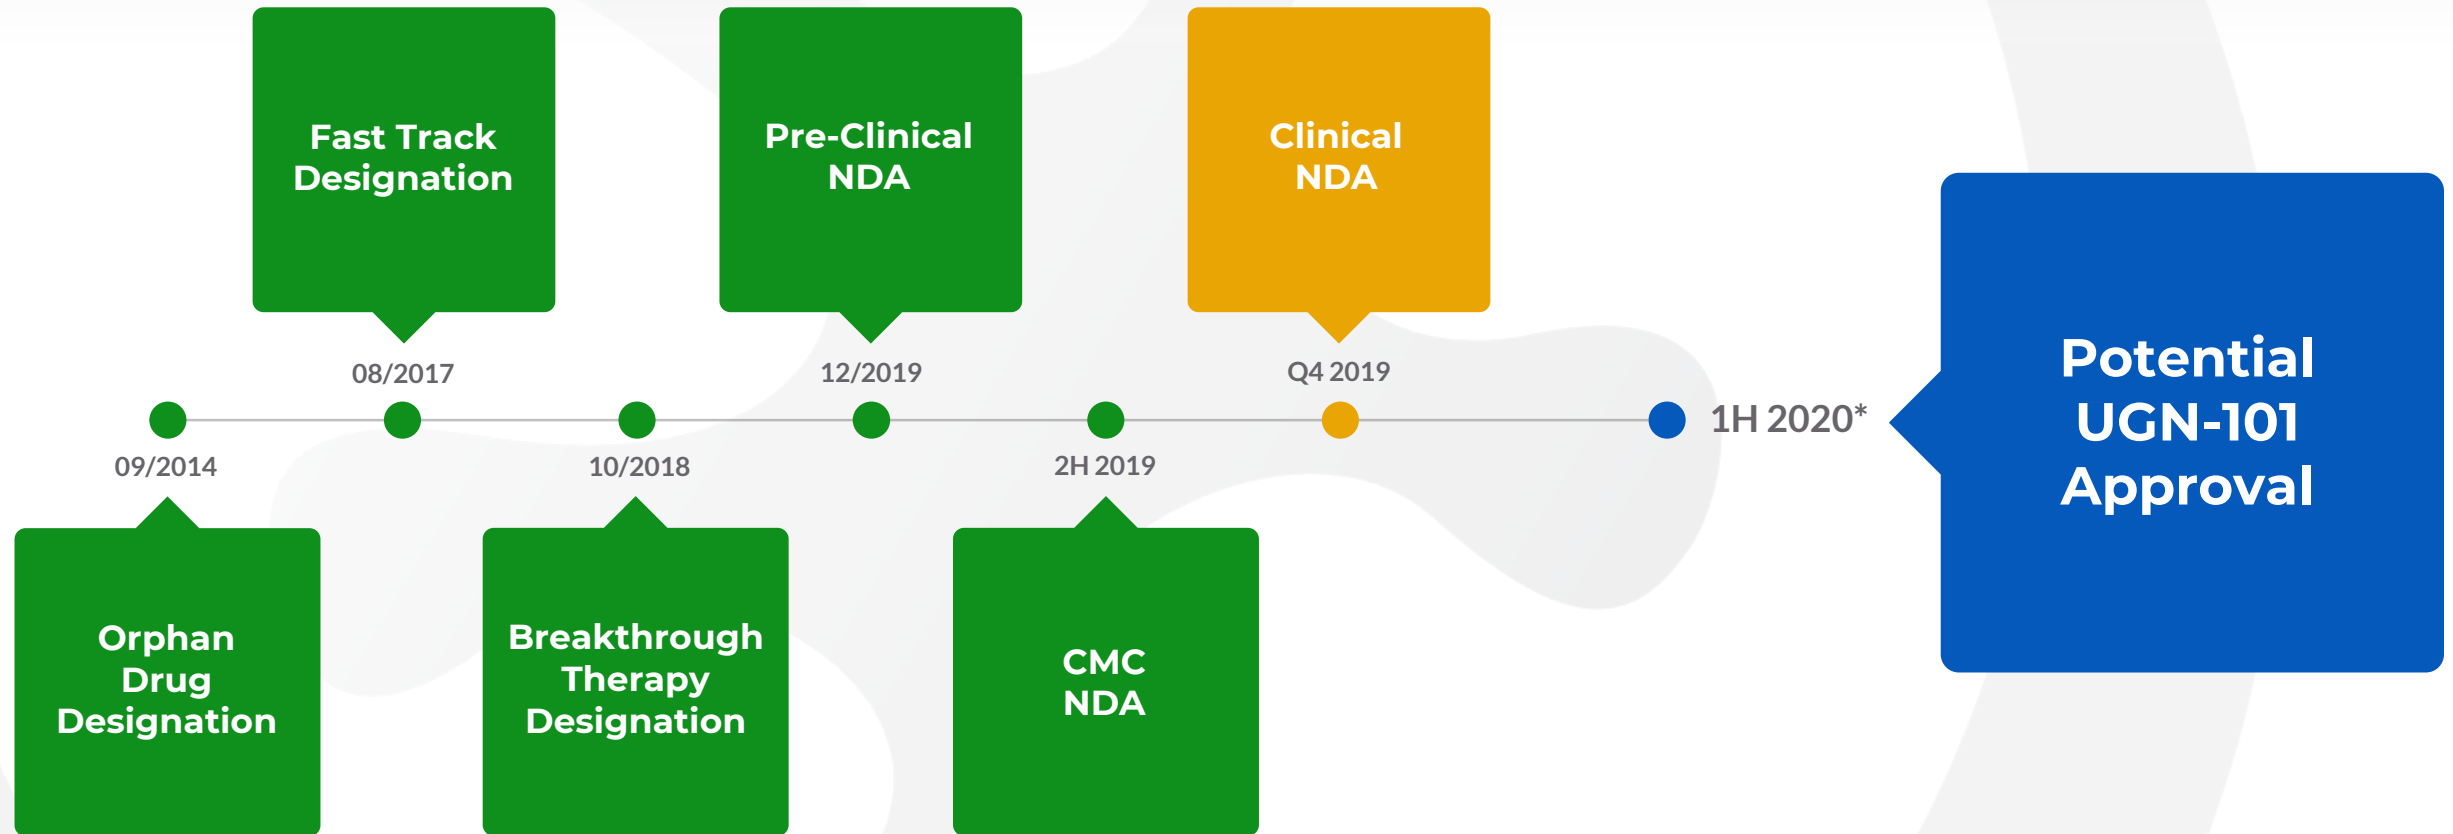 Fast Track
Designation
Pre-Clinical
NDA
Clinical
NDA
08/2017
12/2019
Q4 2019
1H 2020*
Potential
UGN-101
Approval
09/2014
10/2018
2H 2019
Orphan
Drug
Designation
Breakthrough
Therapy
Designation
CMC
NDA